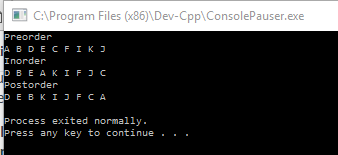 C:\Program Files (x86)\Dev-Cpp\ConsolePauser.exe
Preorder
A B D E C F I K J
Inorder
D B E A K I F J C
Postorder
D E B K I J F C A
Process exited normally.
Press any key to continue . . .